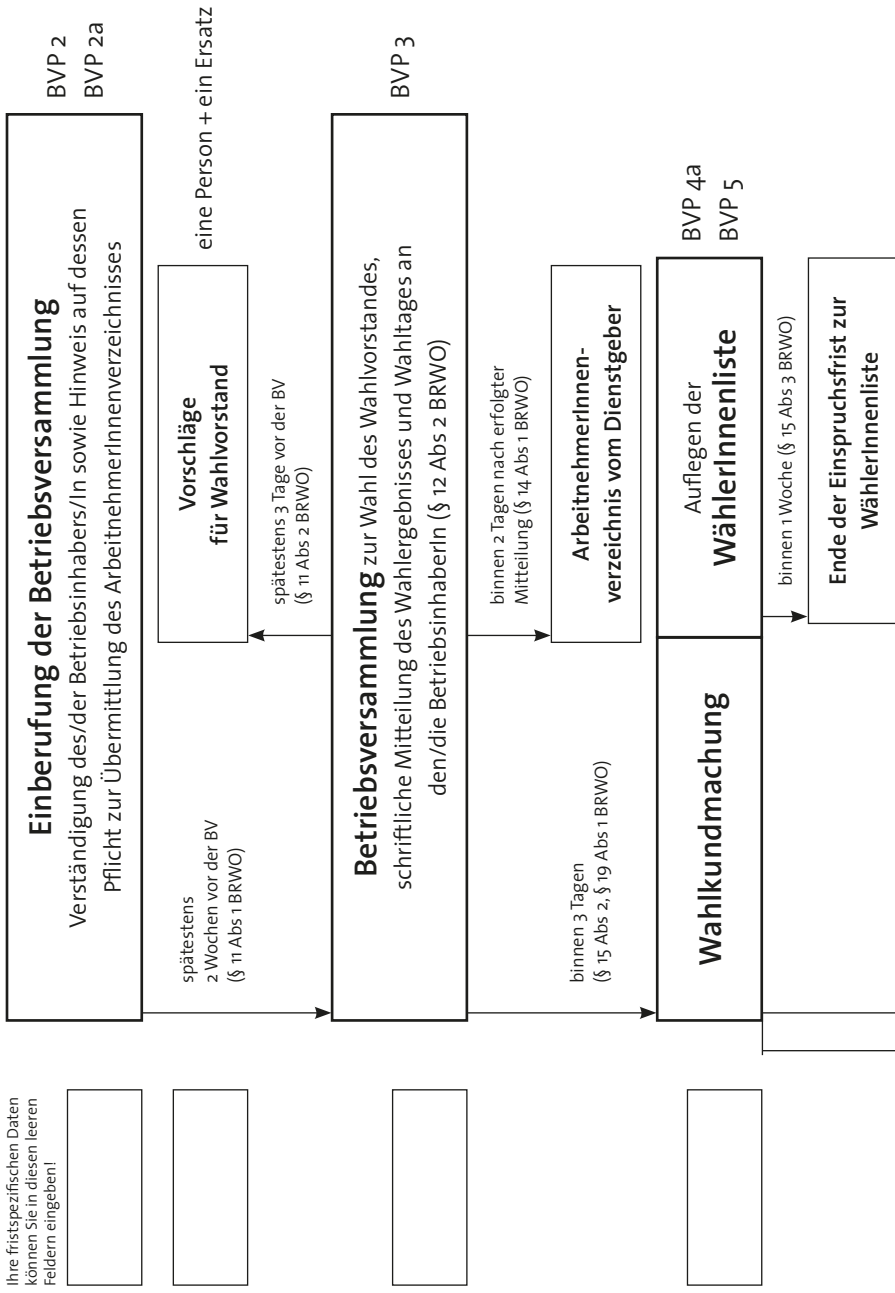 Ihre fristspezifischen Daten
können Sie in diesen leeren
Feldern eingeben!
Einberufung der Betriebsversammlung
Verständigung des/der Betriebsinhabers/In sowie Hinweis auf dessen
Pflicht zur Übermittlung des ArbeitnehmerInnenverzeichnisses
BVP 2
BVP 2a
spätestens
2 Wochen vor der BV
(§ 11 Abs 1 BRWO)
Vorschläge
für Wahlvorstand
eine Person + ein Ersatz
spätestens 3 Tage vor der BV
(§ 11 Abs 2 BRWO)
Betriebsversammlung zur Wahl des Wahlvorstandes,
schriftliche Mitteilung des Wahlergebnisses und Wahltages an
den/die BetriebsinhaberIn (§ 12 Abs 2 BRWO)
BVP 3
binnen 3 Tagen
(§ 15 Abs 2, § 19 Abs 1 BRWO)
binnen 2 Tagen nach erfolgter
Mitteilung (§ 14 Abs 1 BRWO)
ArbeitnehmerInnen-
verzeichnis vom Dienstgeber
Wahlkundmachung
Auflegen der
WählerInnenliste
BVP 4a
BVP 5
binnen 1 Woche (§ 15 Abs 3 BRWO)
Ende der Einspruchsfrist zur
WählerInnenliste